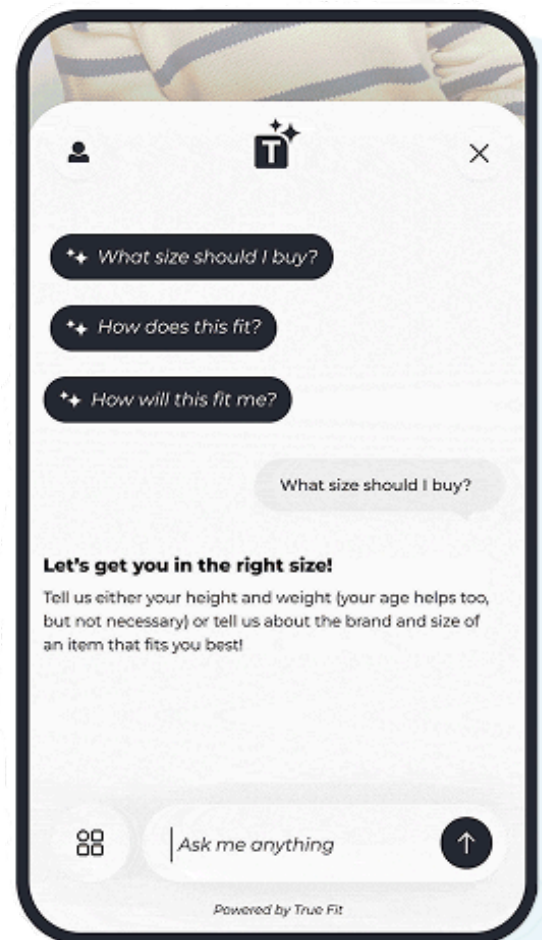 T
What size should I buy?
How does this fit?
How will this fit me?
What size should I buy?
Let's get you in the right size!
Tell us either your height and weight (your age helps too,
but not necessary) or tell us about the brand and size of
an item that fits you best!
Ask me anything
Powered by True Fit